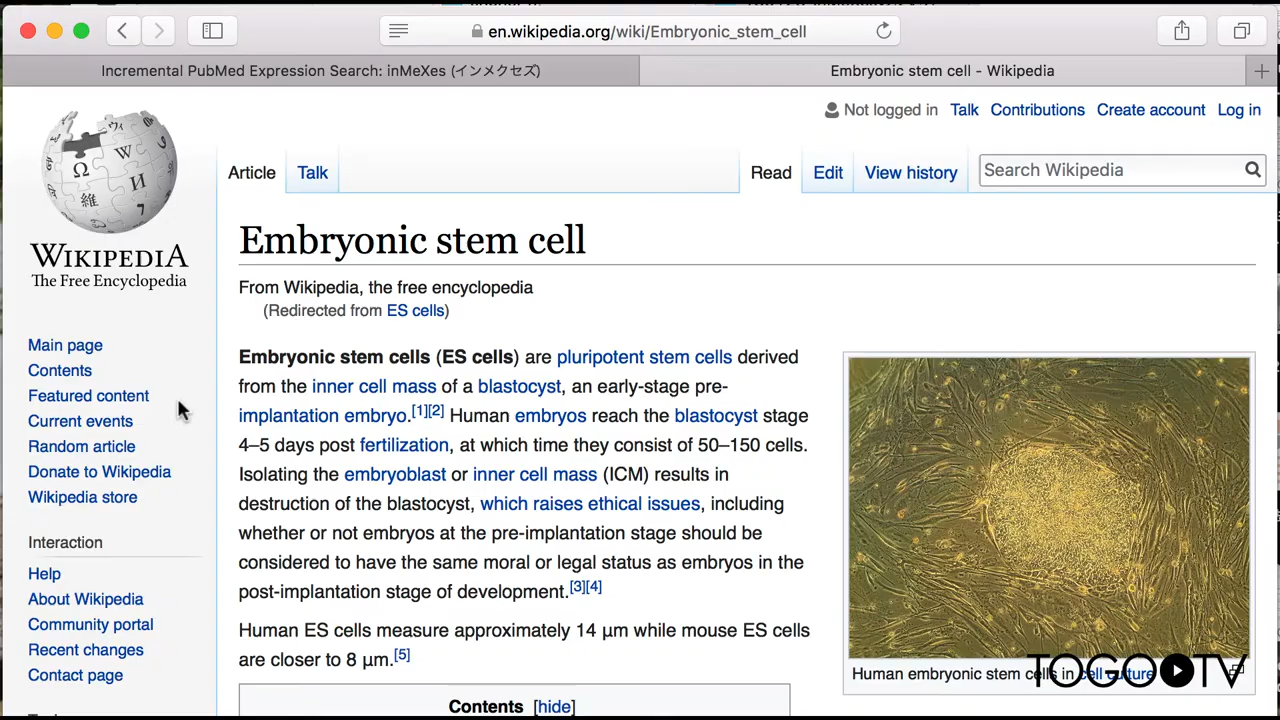 en.wikipedia.org/wiki/Embryonic_stem_cell
Incremental PubMed Expression Search: inMeXes (インメクセズ)
Embryonic stem cell - Wikipedia
Not logged in Talk Contributions Create account Log in
Article Talk Read Edit View history Search Wikipedia
WIKIPEDIA
The Free Encyclopedia
Main page
Contents
Featured content
Current events
Random article
Donate to Wikipedia
Wikipedia store
Interaction
Help
About Wikipedia
Community portal
Recent changes
Contact page
Embryonic stem cell
From Wikipedia, the free encyclopedia
(Redirected from ES cells)
Embryonic stem cells (ES cells) are pluripotent stem cells derived
from the inner cell mass of a blastocyst, an early-stage pre-
implantation embryo.[1][2] Human embryos reach the blastocyst stage
4–5 days post fertilization, at which time they consist of 50–150 cells.
Isolating the embryoblast or inner cell mass (ICM) results in
destruction of the blastocyst, which raises ethical issues, including
whether or not embryos at the pre-implantation stage should be
considered to have the same moral or legal status as embryos in the
post-implantation stage of development.[3][4]
Human ES cells measure approximately 14 μm while mouse ES cells
are closer to 8 μm.[5]
Contents [hide]
Human embryonic stem cells in cell culture
TOGO TV